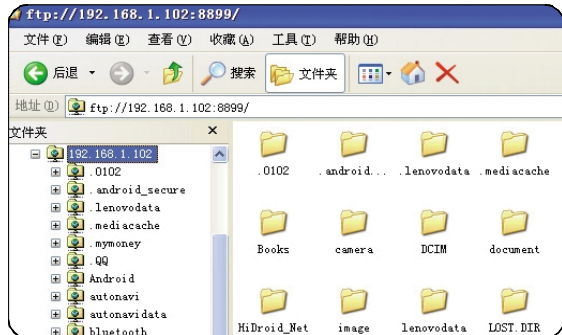 ftp://192.168.1.102:8899/
文件(F) 编辑(E) 查看(V) 收藏(A) 工具(T) 帮助(H)
后退 搜索 文件夹
地址(D) ftp://192.168.1.102:8899/
文件夹
192.168.1.102
.0102
.android_secure
.lenovodata
.mediacache
.mymoney
.QQ
Android
autonavi
autonavidata
bluetooth
.0102 .android... .lenovodata .mediacache
Books camera DCIM document
HiDroid_Net image lenovodata LOST.DIR